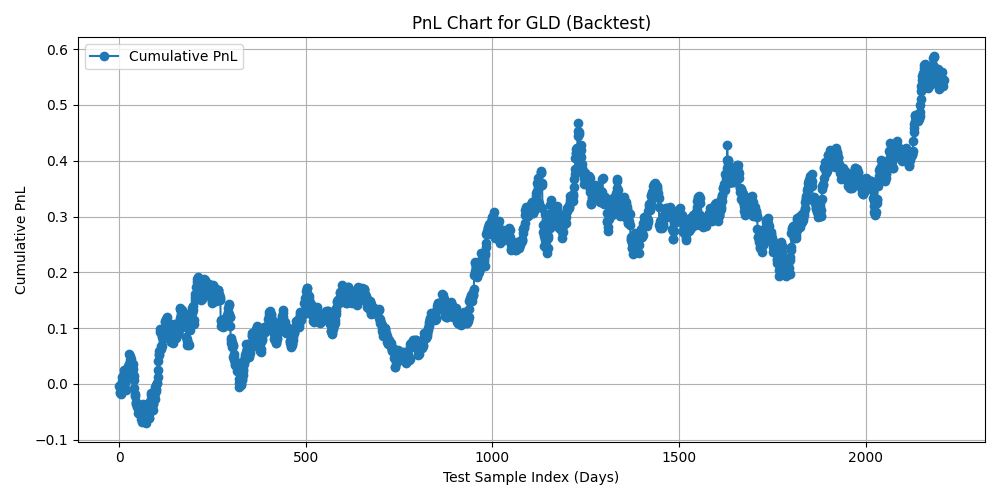 PnL Chart for GLD (Backtest)
Cumulative PnL
0.6
0.5
0.4
0.3
0.2
0.1
0.0
−0.1
Cumulative PnL
0 500 1000 1500 2000
Test Sample Index (Days)